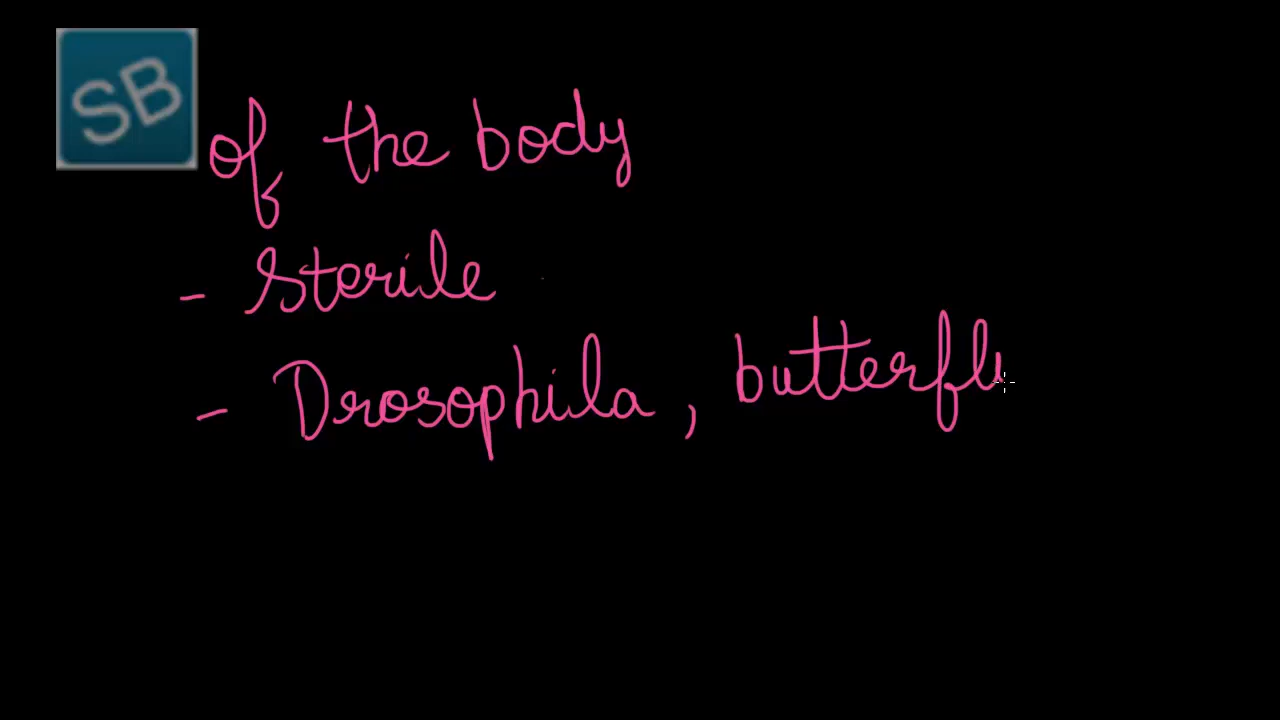 SB
of the body
- Sterile
- Drosophila, butterfl